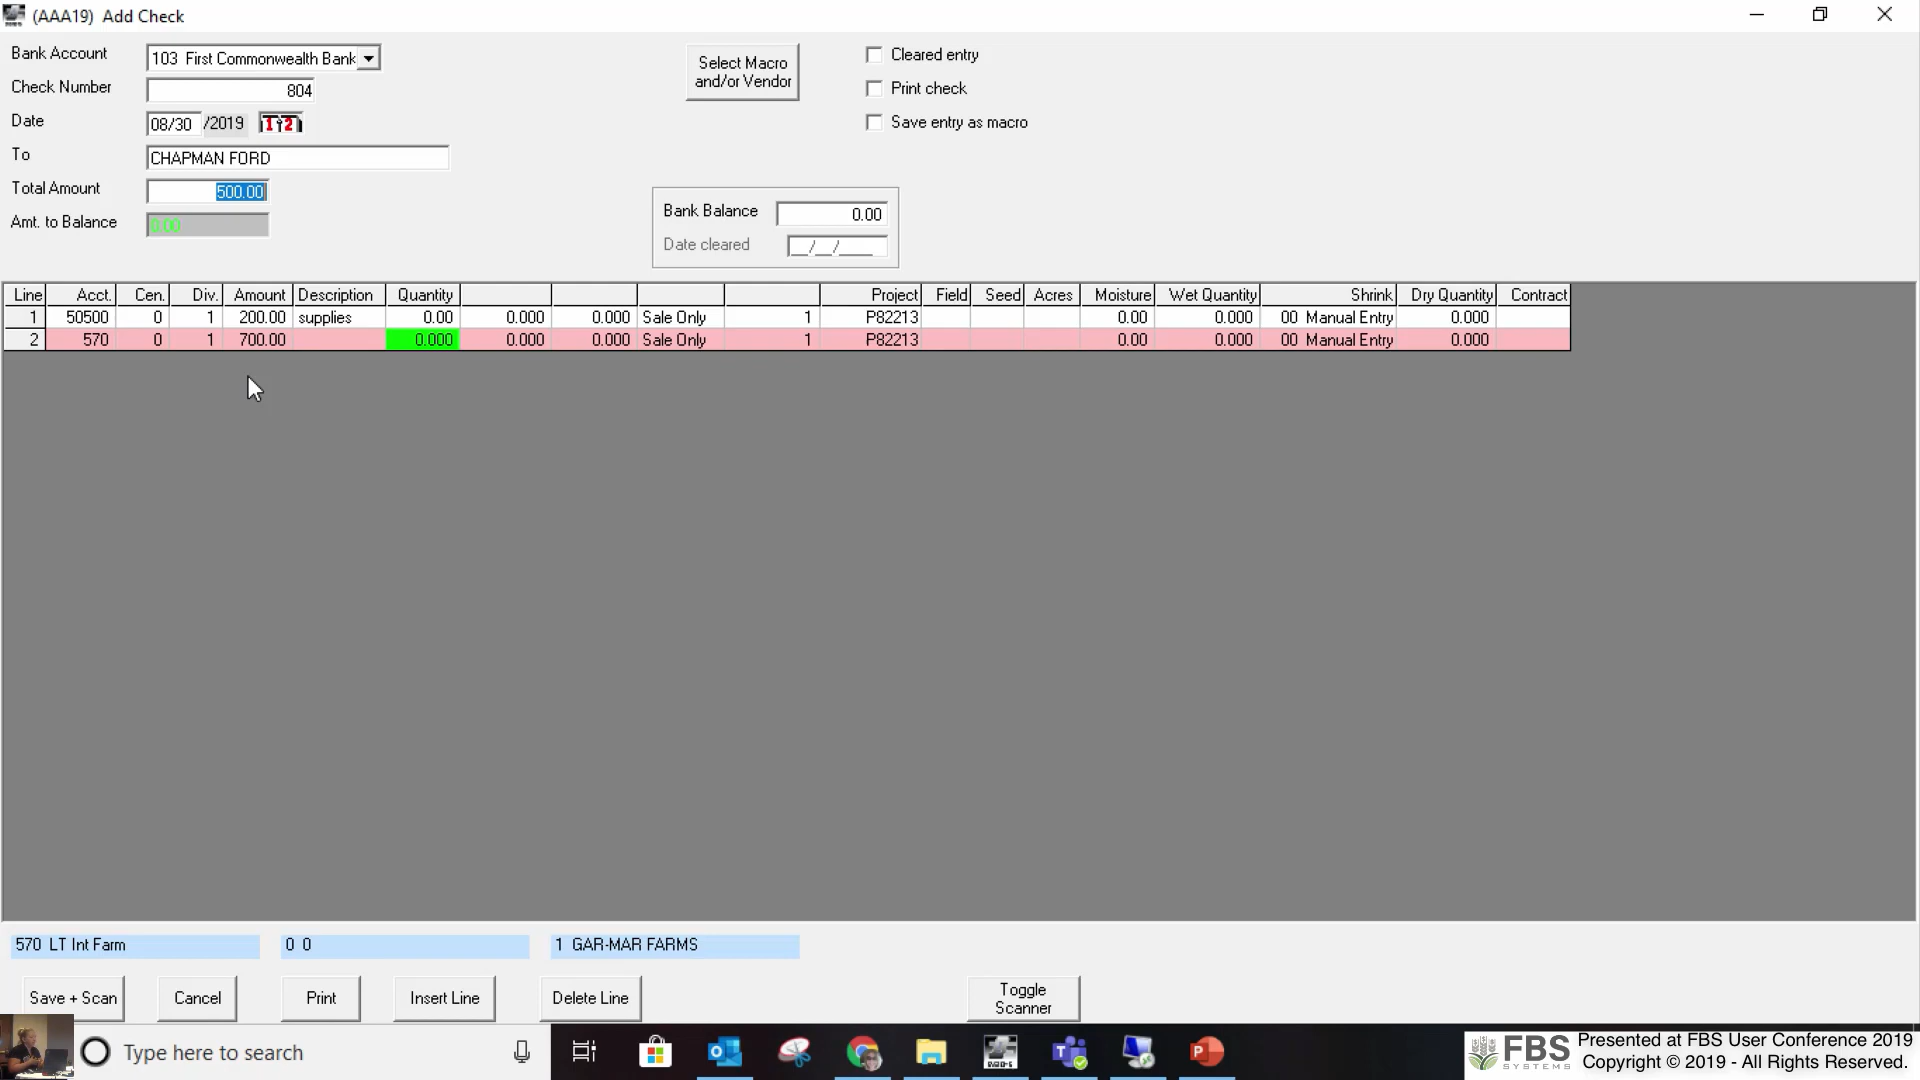 (AAA19) Add Check
Bank Account 103 First Commonwealth Bank
Check Number 804
Date 08/30 /2019
To CHAPMAN FORD
Total Amount 500.00
Amt. to Balance 0.00
Select Macro
and/or Vendor
Cleared entry
Print check
Save entry as macro
Bank Balance 0.00
Date cleared __/__/____
Line Acct. Cen. Div. Amount Description Quantity Project Field Seed Acres Moisture Wet Quantity Shrink Dry Quantity Contract
1 50500 0 1 200.00 supplies 0.00 0.000 0.000 Sale Only 1 P82213 0.00 0.000 00 Manual Entry 0.000
2 570 0 1 700.00 0.000 0.000 0.000 Sale Only 1 P82213 0.00 0.000 00 Manual Entry 0.000
570 LT Int Farm 0 0 1 GAR-MAR FARMS
Save + Scan Cancel Print Insert Line Delete Line
Toggle
Scanner
Type here to search
FBS
SYSTEMS
Presented at FBS User Conference 2019
Copyright © 2019 - All Rights Reserved.